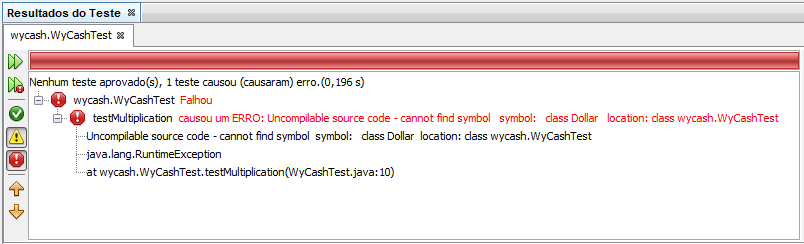 Resultados do Teste
wycash.WyCashTest
Nenhum teste aprovado(s), 1 teste causou (causaram) erro.(0,196 s)
wycash.WyCashTest Falhou
testMultiplication causou um ERRO: Uncompilable source code - cannot find symbol symbol: class Dollar location: class wycash.WyCashTest
Uncompilable source code - cannot find symbol symbol: class Dollar location: class wycash.WyCashTest
java.lang.RuntimeException
at wycash.WyCashTest.testMultiplication(WyCashTest.java:10)